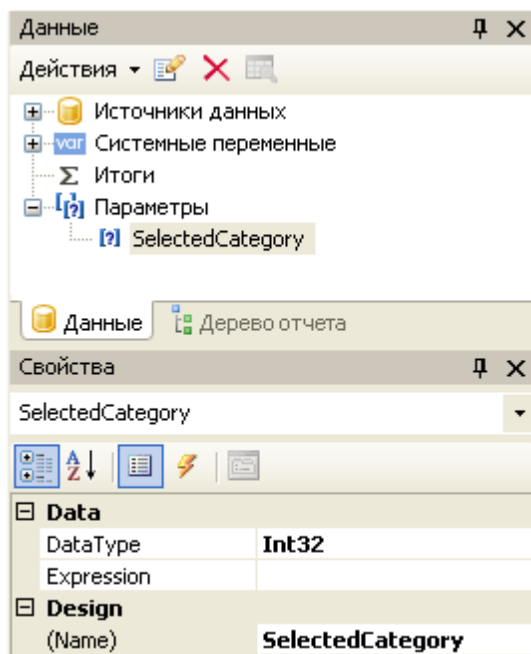 Данные
Действия
Источники данных
var Системные переменные
Σ Итоги
[?] Параметры
[?] SelectedCategory
Данные Дерево отчета
Свойства
SelectedCategory
Data
DataType Int32
Expression
Design
(Name) SelectedCategory